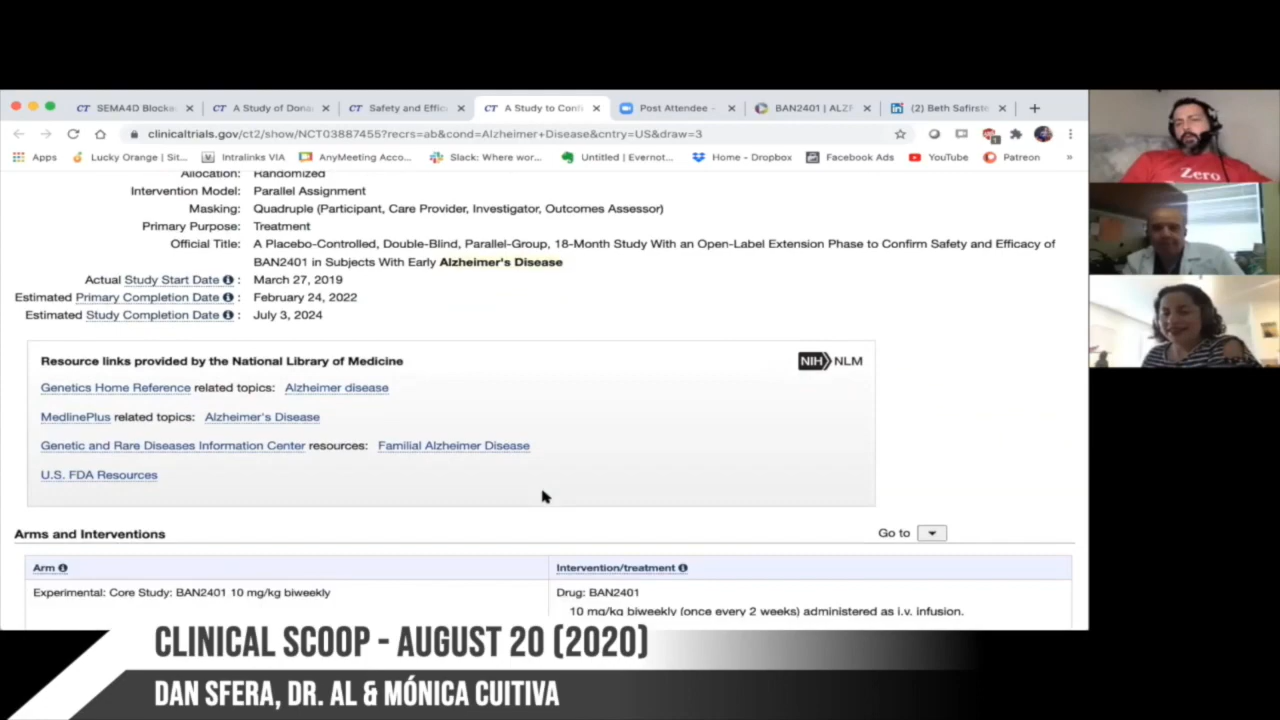 CT SEMA4D Blocka
CT A Study of Dona
CT Safety and Effic
CT A Study to Confi
Post Attendee -
BAN2401 | ALZF
(2) Beth Safirste
clinicaltrials.gov/ct2/show/NCT03887455?recrs=ab&cond=Alzheimer+Disease&cntry=US&draw=3
Apps
Lucky Orange | Sit...
Intralinks VIA
AnyMeeting Acco...
Slack: Where wor...
Untitled | Evernot...
Home - Dropbox
Facebook Ads
YouTube
Patreon
»
Allocation: Randomized
Intervention Model: Parallel Assignment
Masking: Quadruple (Participant, Care Provider, Investigator, Outcomes Assessor)
Primary Purpose: Treatment
Official Title: A Placebo-Controlled, Double-Blind, Parallel-Group, 18-Month Study With an Open-Label Extension Phase to Confirm Safety and Efficacy of
BAN2401 in Subjects With Early Alzheimer's Disease
Actual Study Start Date : March 27, 2019
Estimated Primary Completion Date : February 24, 2022
Estimated Study Completion Date : July 3, 2024
Resource links provided by the National Library of Medicine
NIH NLM
Genetics Home Reference related topics: Alzheimer disease
MedlinePlus related topics: Alzheimer's Disease
Genetic and Rare Diseases Information Center resources: Familial Alzheimer Disease
U.S. FDA Resources
Arms and Interventions
Go to
Arm
Intervention/treatment
Experimental: Core Study: BAN2401 10 mg/kg biweekly
Drug: BAN2401
10 mg/kg biweekly (once every 2 weeks) administered as i.v. infusion.
Zero
CLINICAL SCOOP - AUGUST 20 (2020)
DAN SFERA, DR. AL & MÓNICA CUITIVA